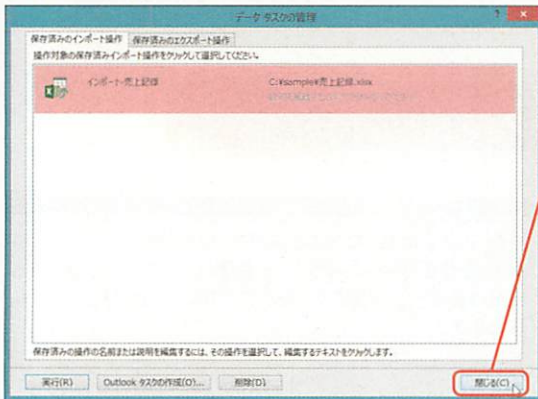 データ タスクの管理
? ×
保存済みのインポート操作 保存済みのエクスポート操作
操作対象の保存済みインポート操作をクリックして選択してください。
インポート-売上記録 C:¥sample¥売上記録.xlsx
保存済みの操作の名前または説明を編集するには、その操作を選択して、編集するテキストをクリックします。
実行(R) Outlook タスクの作成(O)... 削除(D) 閉じる(C)